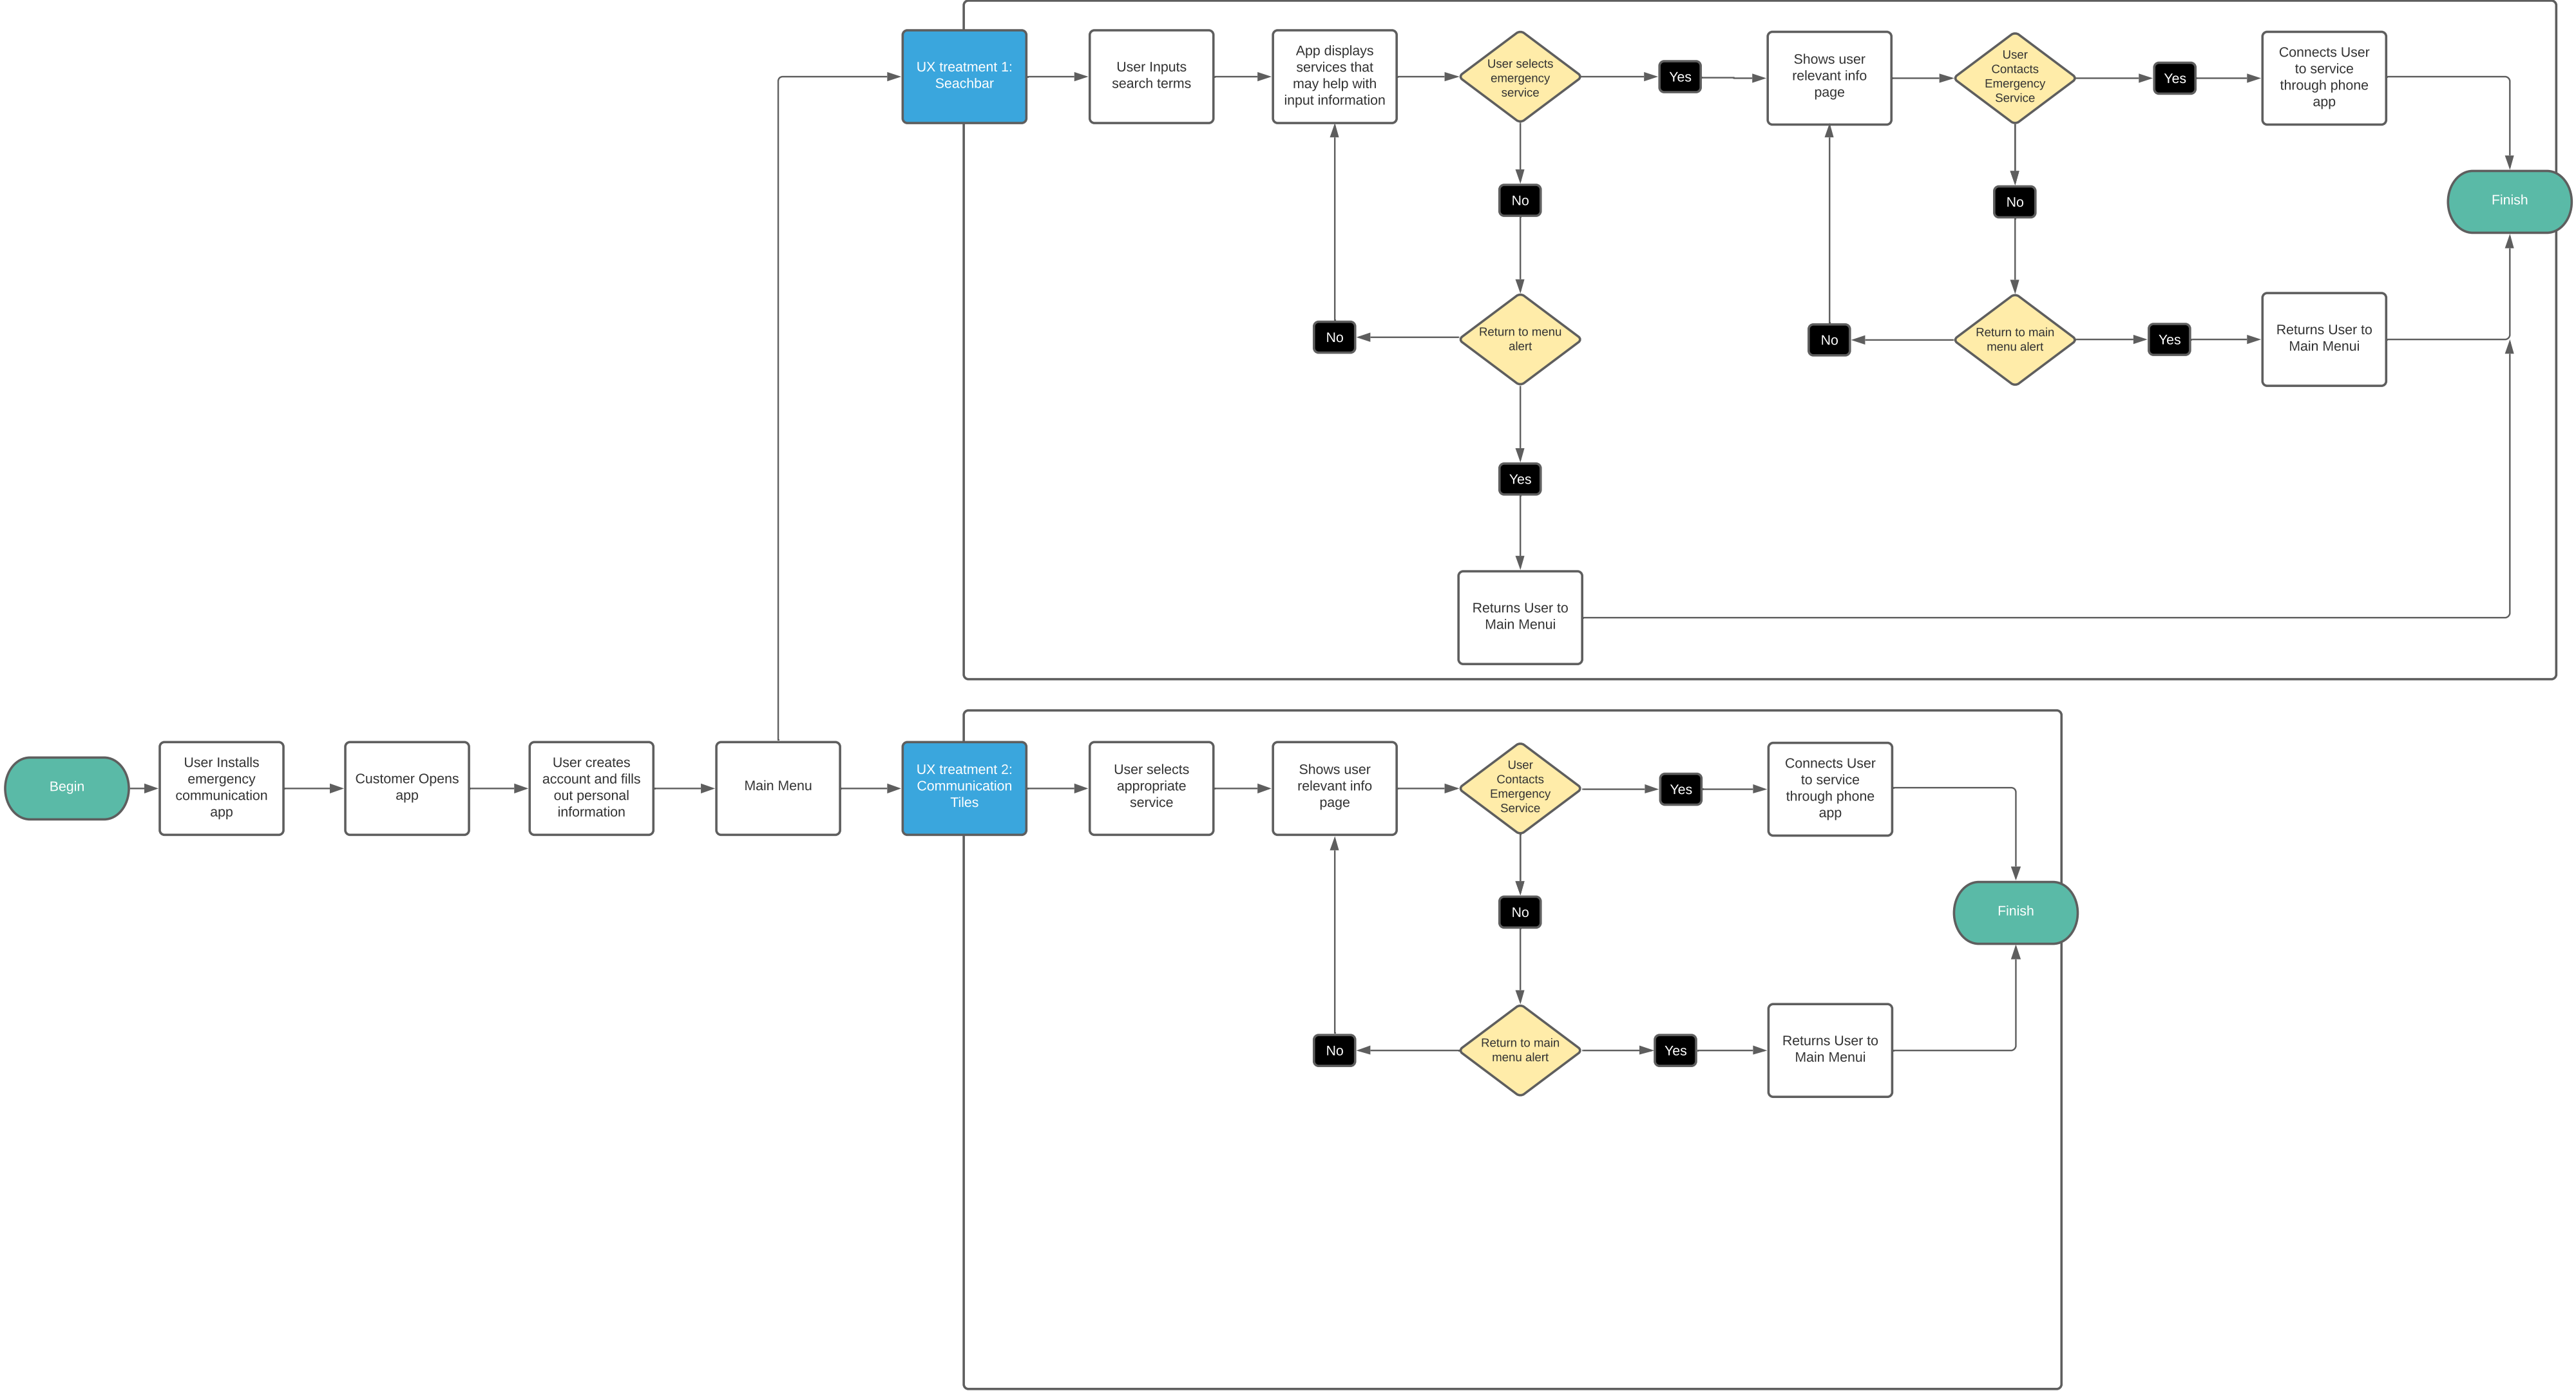 UX treatment 1:
Seachbar
User Inputs
search terms
App displays
services that
may help with
input information
User selects
emergency
service
Yes
Shows user
relevant info
page
User
Contacts
Emergency
Service
Yes
Connects User
to service
through phone
app
No
No
Finish
No
Return to menu
alert
No
Return to main
menu alert
Yes
Returns User to
Main Menui
Yes
Returns User to
Main Menui
Begin
User Installs
emergency
communication
app
Customer Opens
app
User creates
account and fills
out personal
information
Main Menu
UX treatment 2:
Communication
Tiles
User selects
appropriate
service
Shows user
relevant info
page
User
Contacts
Emergency
Service
Yes
Connects User
to service
through phone
app
No
Finish
No
Return to main
menu alert
Yes
Returns User to
Main Menui